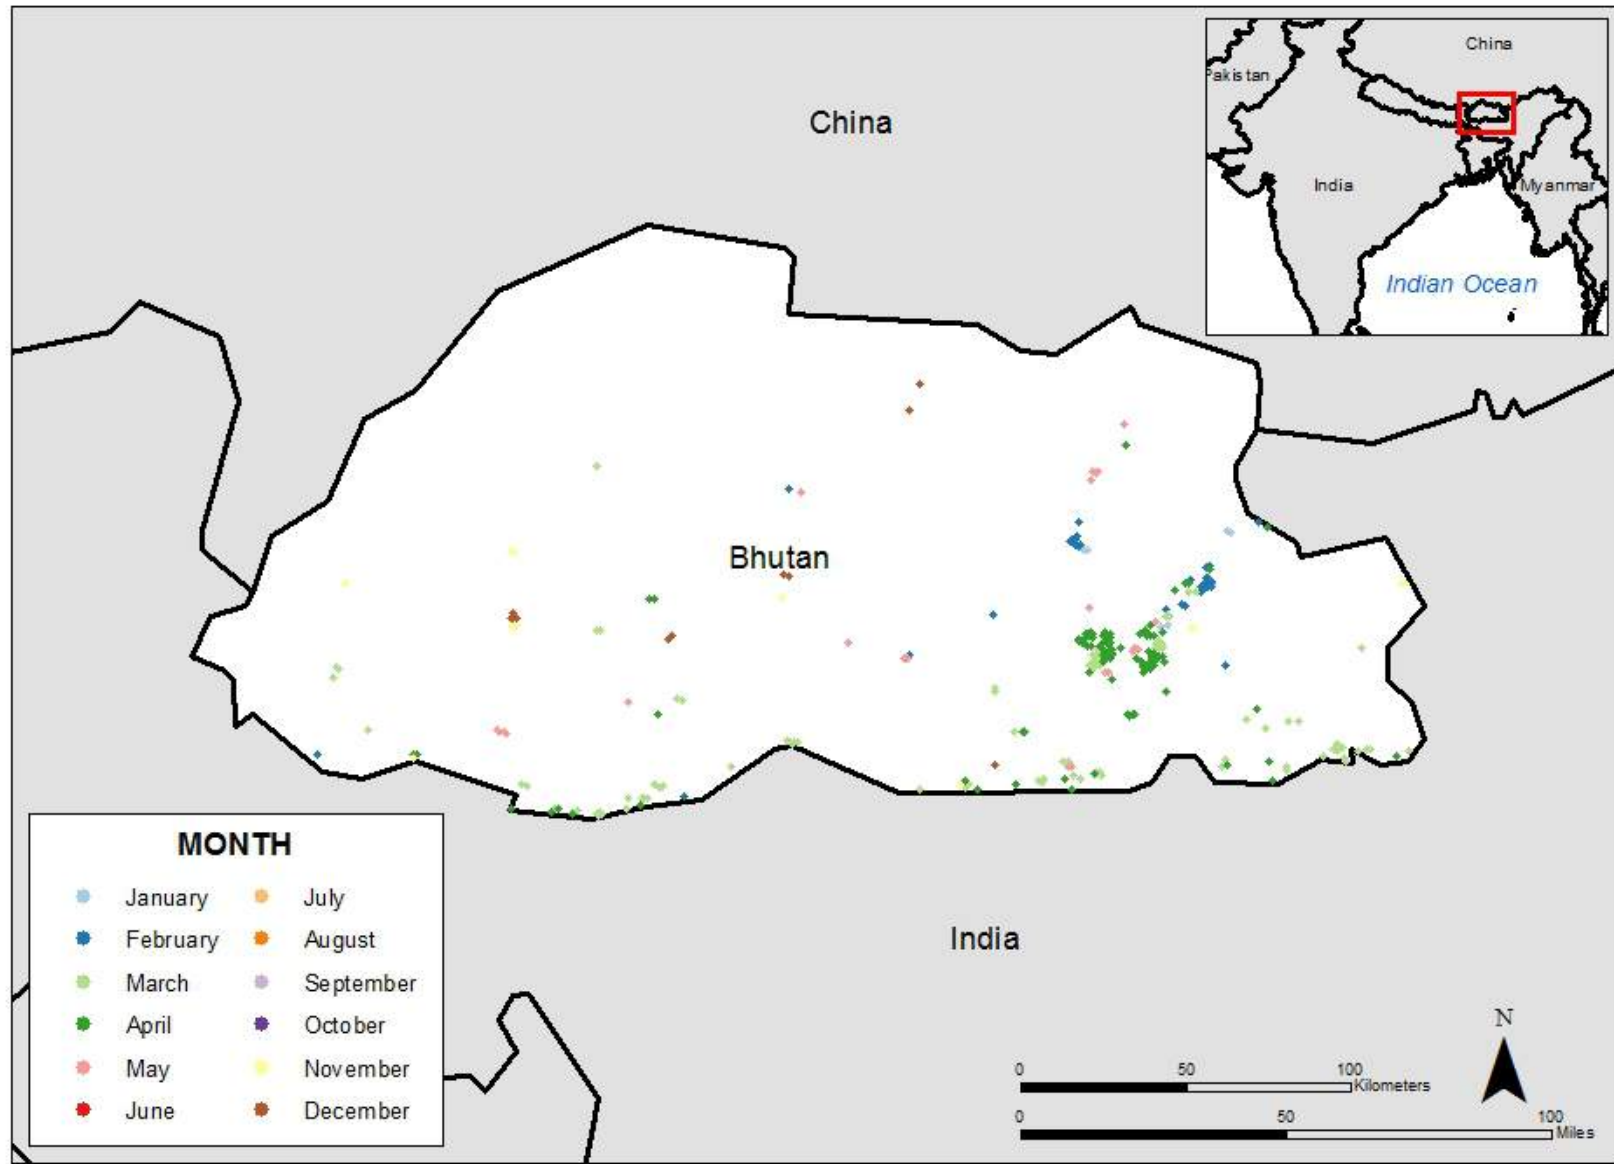 China
Pakistan
China
India
Myanmar
Indian Ocean
Bhutan
India
MONTH
January
February
March
April
May
June
July
August
September
October
November
December
N
0 50 100
Kilometers
0 50 100
Miles